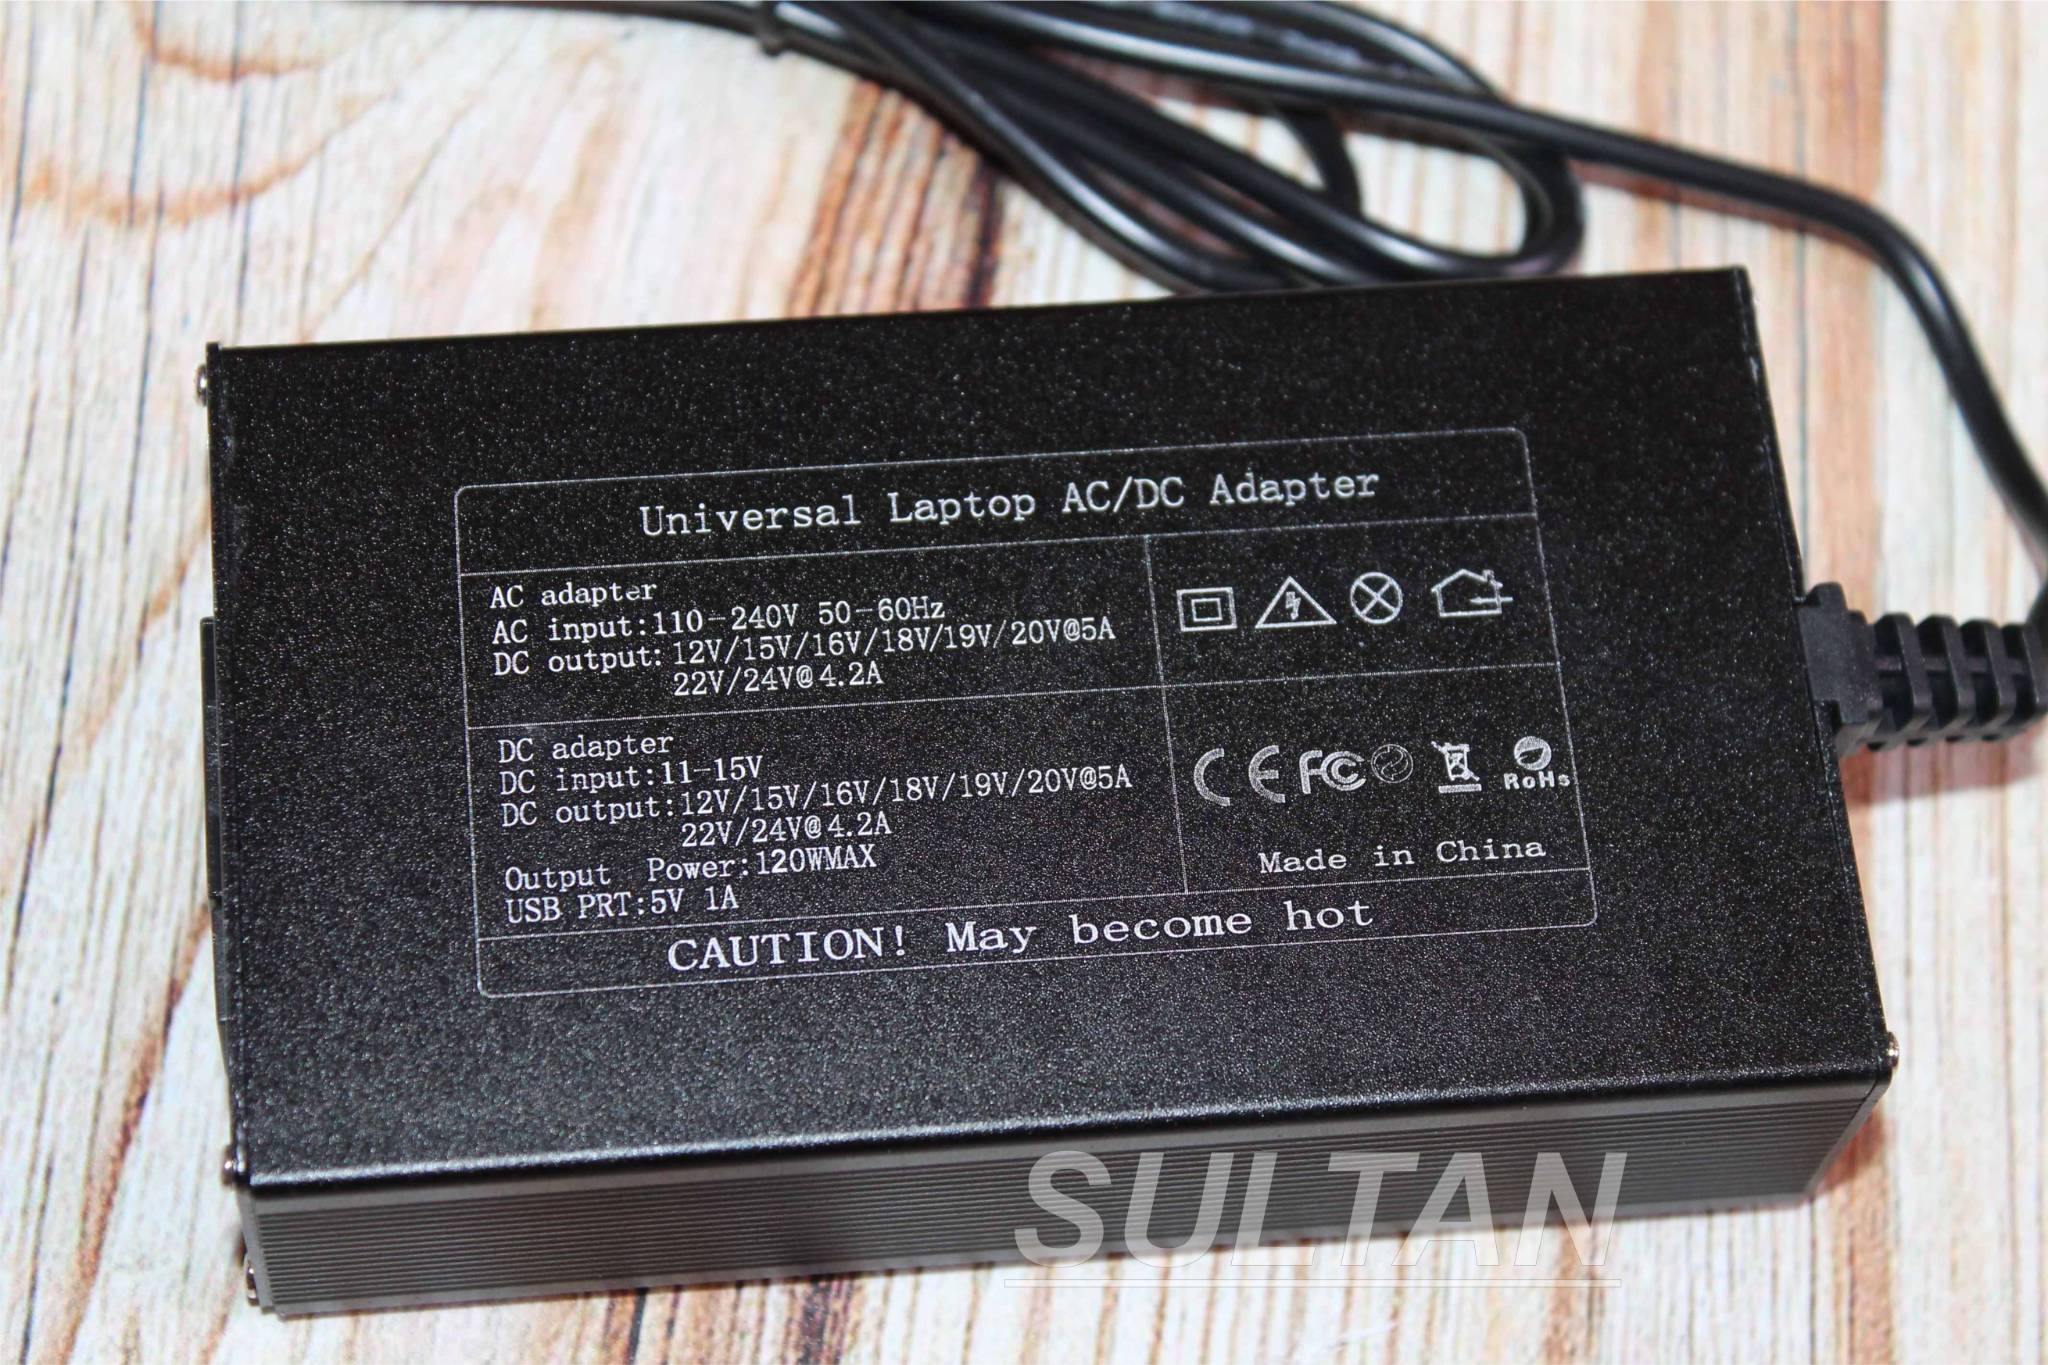 Universal Laptop AC/DC Adapter
AC adapter
AC input:110-240V 50-60Hz
DC output:12V/15V/16V/18V/19V/20V@5A
22V/24V@4.2A
DC adapter
DC input:11-15V
DC output:12V/15V/16V/18V/19V/20V@5A
22V/24V@4.2A
Output Power:120WMAX
USB PRT:5V 1A
CE FC
RoHs
Made in China
CAUTION! May become hot
SULTAN